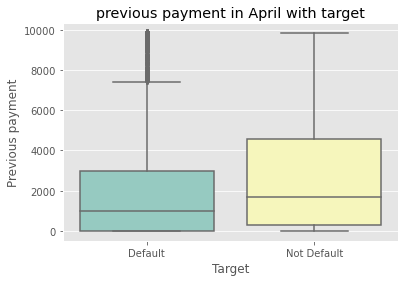 previous payment in April with target
Previous payment
10000
8000
6000
4000
2000
0
Default
Not Default
Target